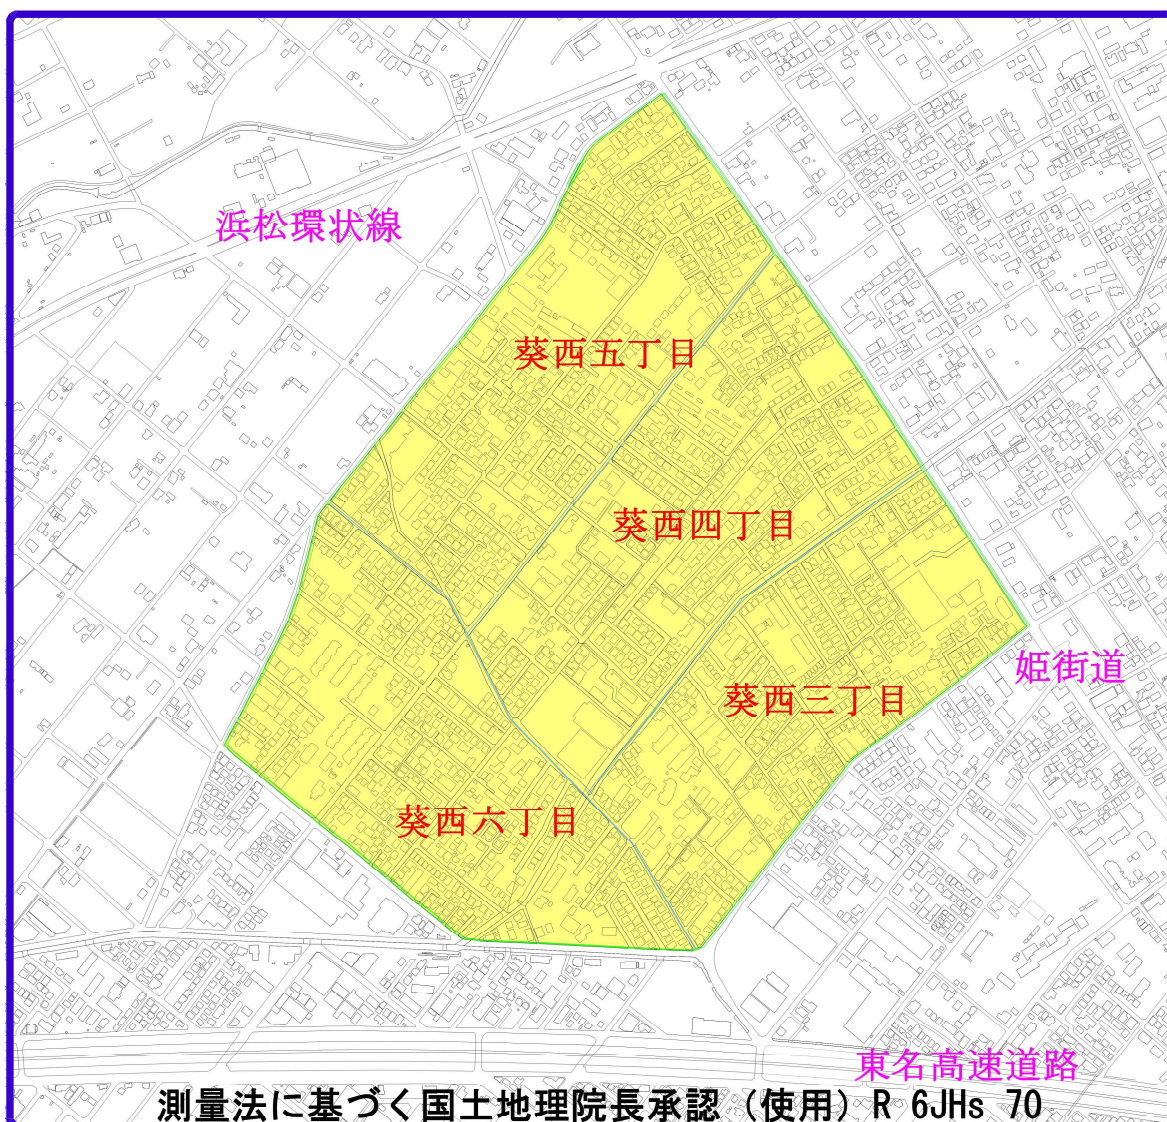 浜松環状線
葵西五丁目
葵西四丁目
姫街道
葵西三丁目
葵西六丁目
東名高速道路
測量法に基づく国土地理院長承認（使用）R 6JHs 70